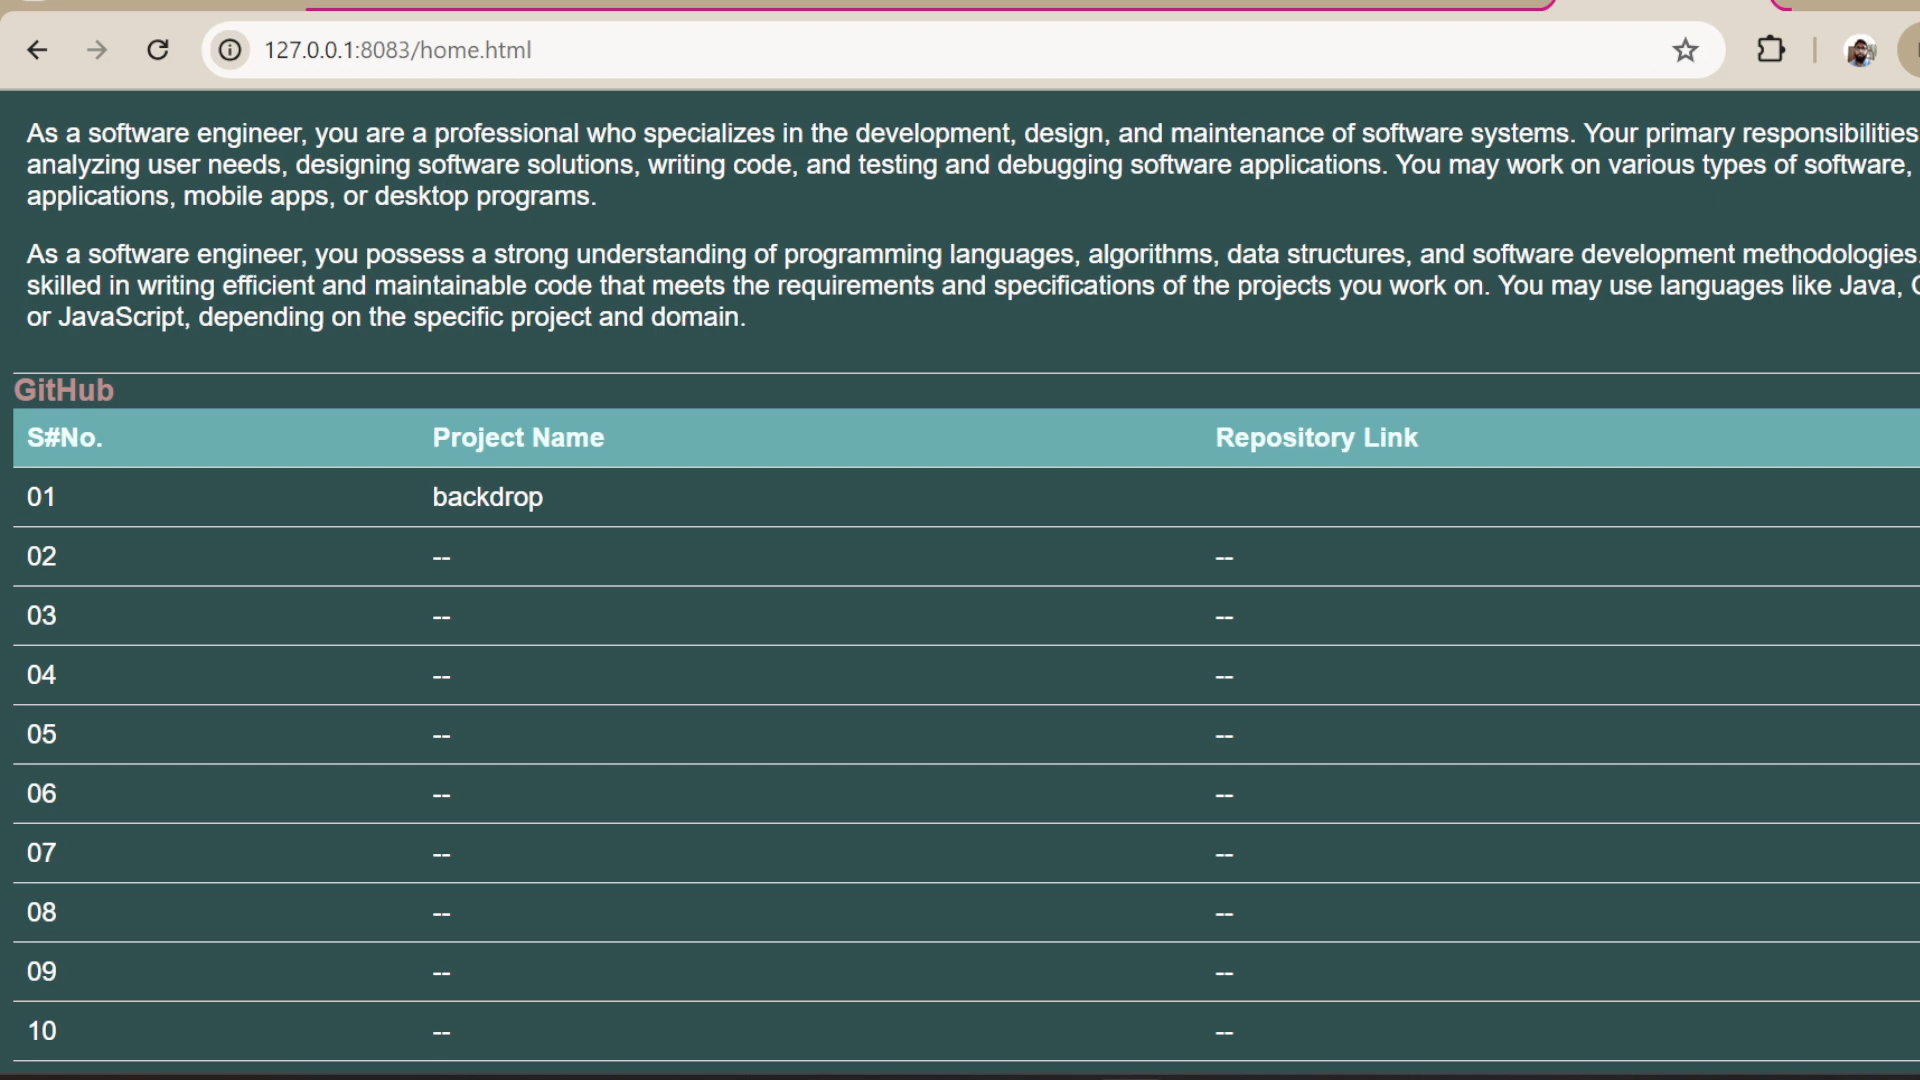 127.0.0.1:8083/home.html
As a software engineer, you are a professional who specializes in the development, design, and maintenance of software systems. Your primary responsibilities
analyzing user needs, designing software solutions, writing code, and testing and debugging software applications. You may work on various types of software,
applications, mobile apps, or desktop programs.
As a software engineer, you possess a strong understanding of programming languages, algorithms, data structures, and software development methodologies.
skilled in writing efficient and maintainable code that meets the requirements and specifications of the projects you work on. You may use languages like Java,
or JavaScript, depending on the specific project and domain.
GitHub
S#No. Project Name Repository Link
01 backdrop
02 -- --
03 -- --
04 -- --
05 -- --
06 -- --
07 -- --
08 -- --
09 -- --
10 -- --